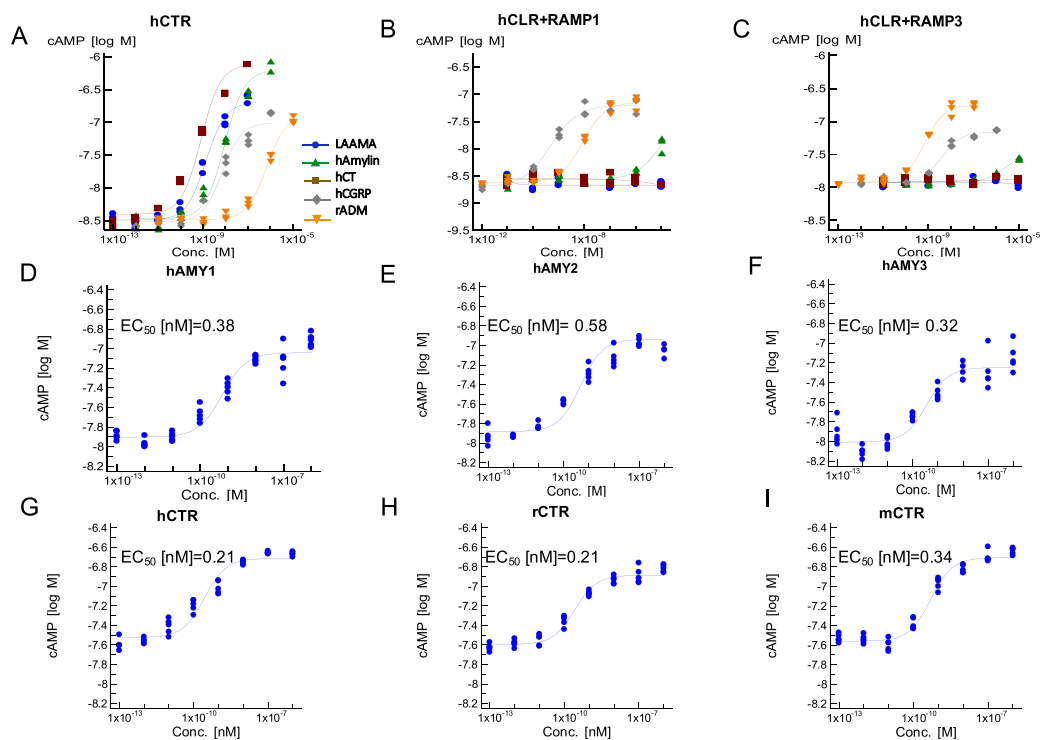 A
hCTR
cAMP [log M]
-6
-6.5
-7
-7.5
-8
-8.5
1x10-13
1x10-9
1x10-5
Conc. [M]
LAAMA
hAmylin
hCT
hCGRP
rADM
B
hCLR+RAMP1
cAMP [log M]
-6
-6.5
-7
-7.5
-8
-8.5
-9
-9.5
1x10-12
1x10-8
Conc. [M]
C
hCLR+RAMP3
cAMP [log M]
-6
-6.5
-7
-7.5
-8
-8.5
1x10-13
1x10-9
1x10-5
Conc. [M]
D
hAMY1
EC50 [nM]=0.38
cAMP [log M]
-6.4
-6.6
-6.8
-7
-7.2
-7.4
-7.6
-7.8
-8
-8.2
1x10-13
1x10-10
1x10-7
Conc. [M]
E
hAMY2
EC50 [nM]= 0.58
cAMP [log M]
-6.4
-6.6
-6.8
-7
-7.2
-7.4
-7.6
-7.8
-8
-8.2
1x10-13
1x10-10
1x10-7
Conc. [M]
F
hAMY3
EC50 [nM]= 0.32
cAMP [log M]
-6.4
-6.6
-6.8
-7
-7.2
-7.4
-7.6
-7.8
-8
-8.2
1x10-13
1x10-10
1x10-7
Conc. [M]
G
hCTR
EC50 [nM]=0.21
cAMP [log M]
-6.4
-6.6
-6.8
-7
-7.2
-7.4
-7.6
-7.8
-8
-8.2
1x10-13
1x10-10
1x10-7
Conc. [nM]
H
rCTR
EC50 [nM]=0.21
cAMP [log M]
-6.4
-6.6
-6.8
-7
-7.2
-7.4
-7.6
-7.8
-8
-8.2
1x10-13
1x10-10
1x10-7
Conc. [nM]
I
mCTR
EC50 [nM]=0.34
cAMP [log M]
-6.4
-6.6
-6.8
-7
-7.2
-7.4
-7.6
-7.8
-8
-8.2
1x10-13
1x10-10
1x10-7
Conc. [M]